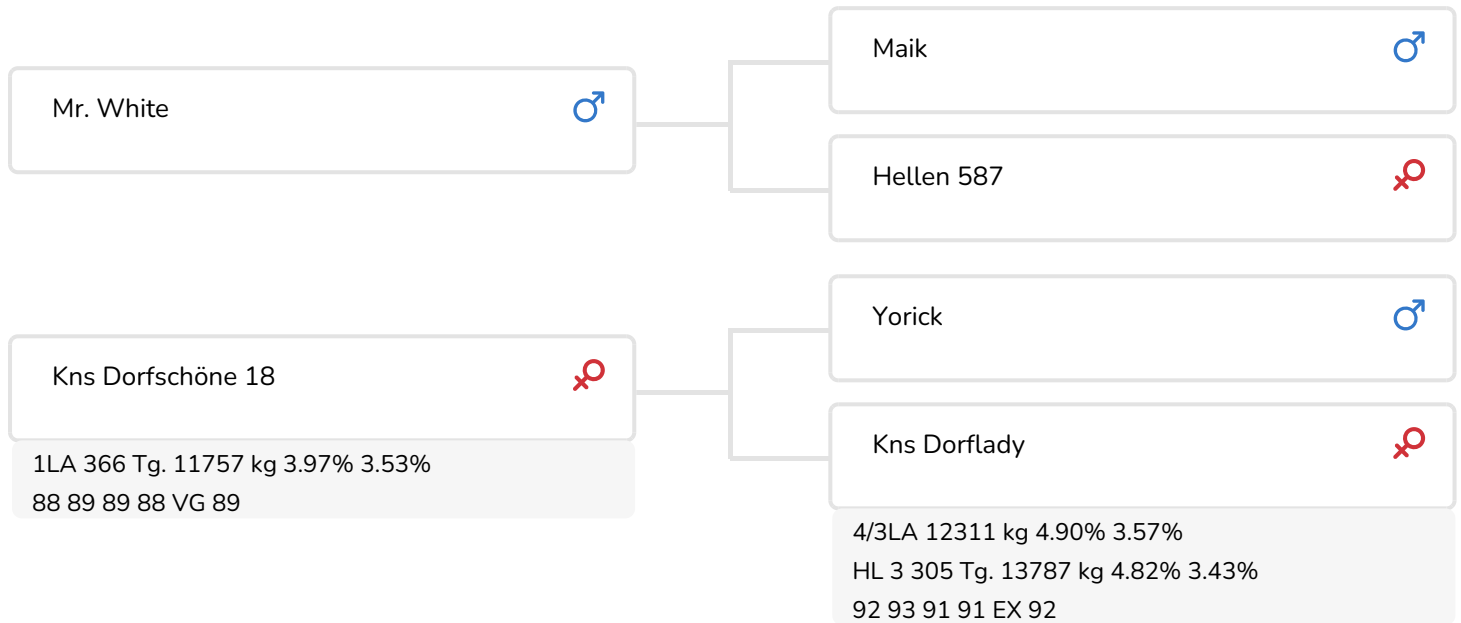 Mr. White
Maik
Hellen 587
Kns Dorfschöne 18
1LA 366 Tg. 11757 kg 3.97% 3.53%
88 89 89 88 VG 89
Yorick
Kns Dorflady
4/3LA 12311 kg 4.90% 3.57%
HL 3 305 Tg. 13787 kg 4.82% 3.43%
92 93 91 91 EX 92